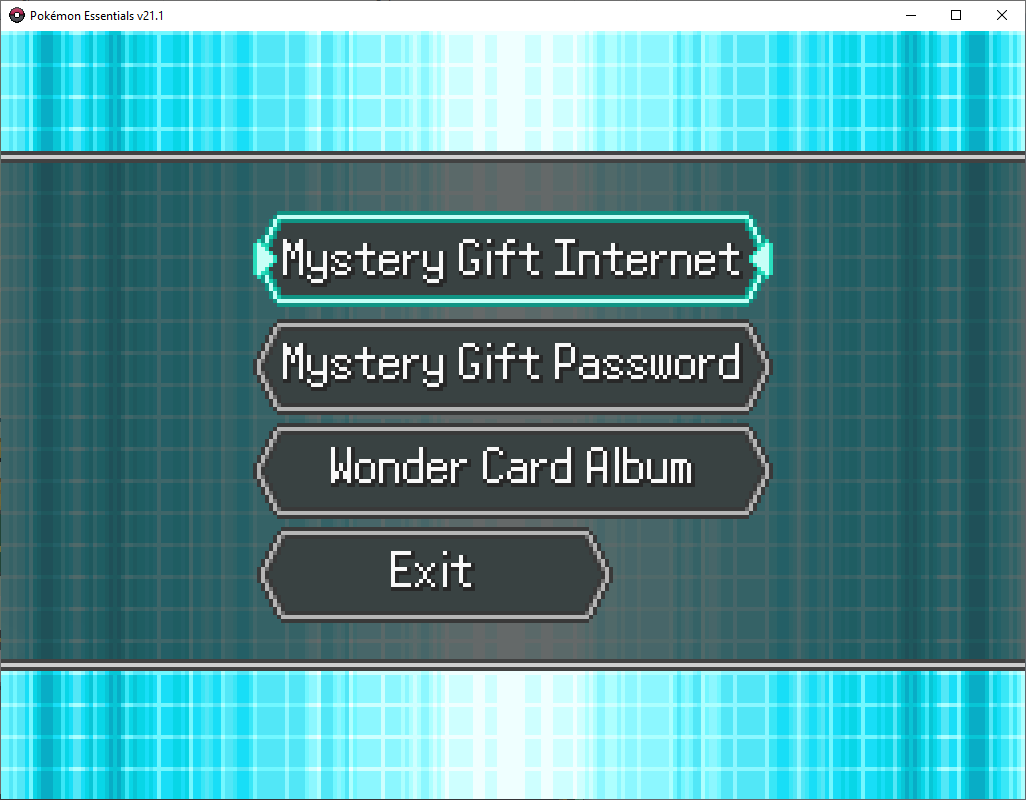 Pokémon Essentials v21.1
Mystery Gift Internet
Mystery Gift Password
Wonder Card Album
Exit